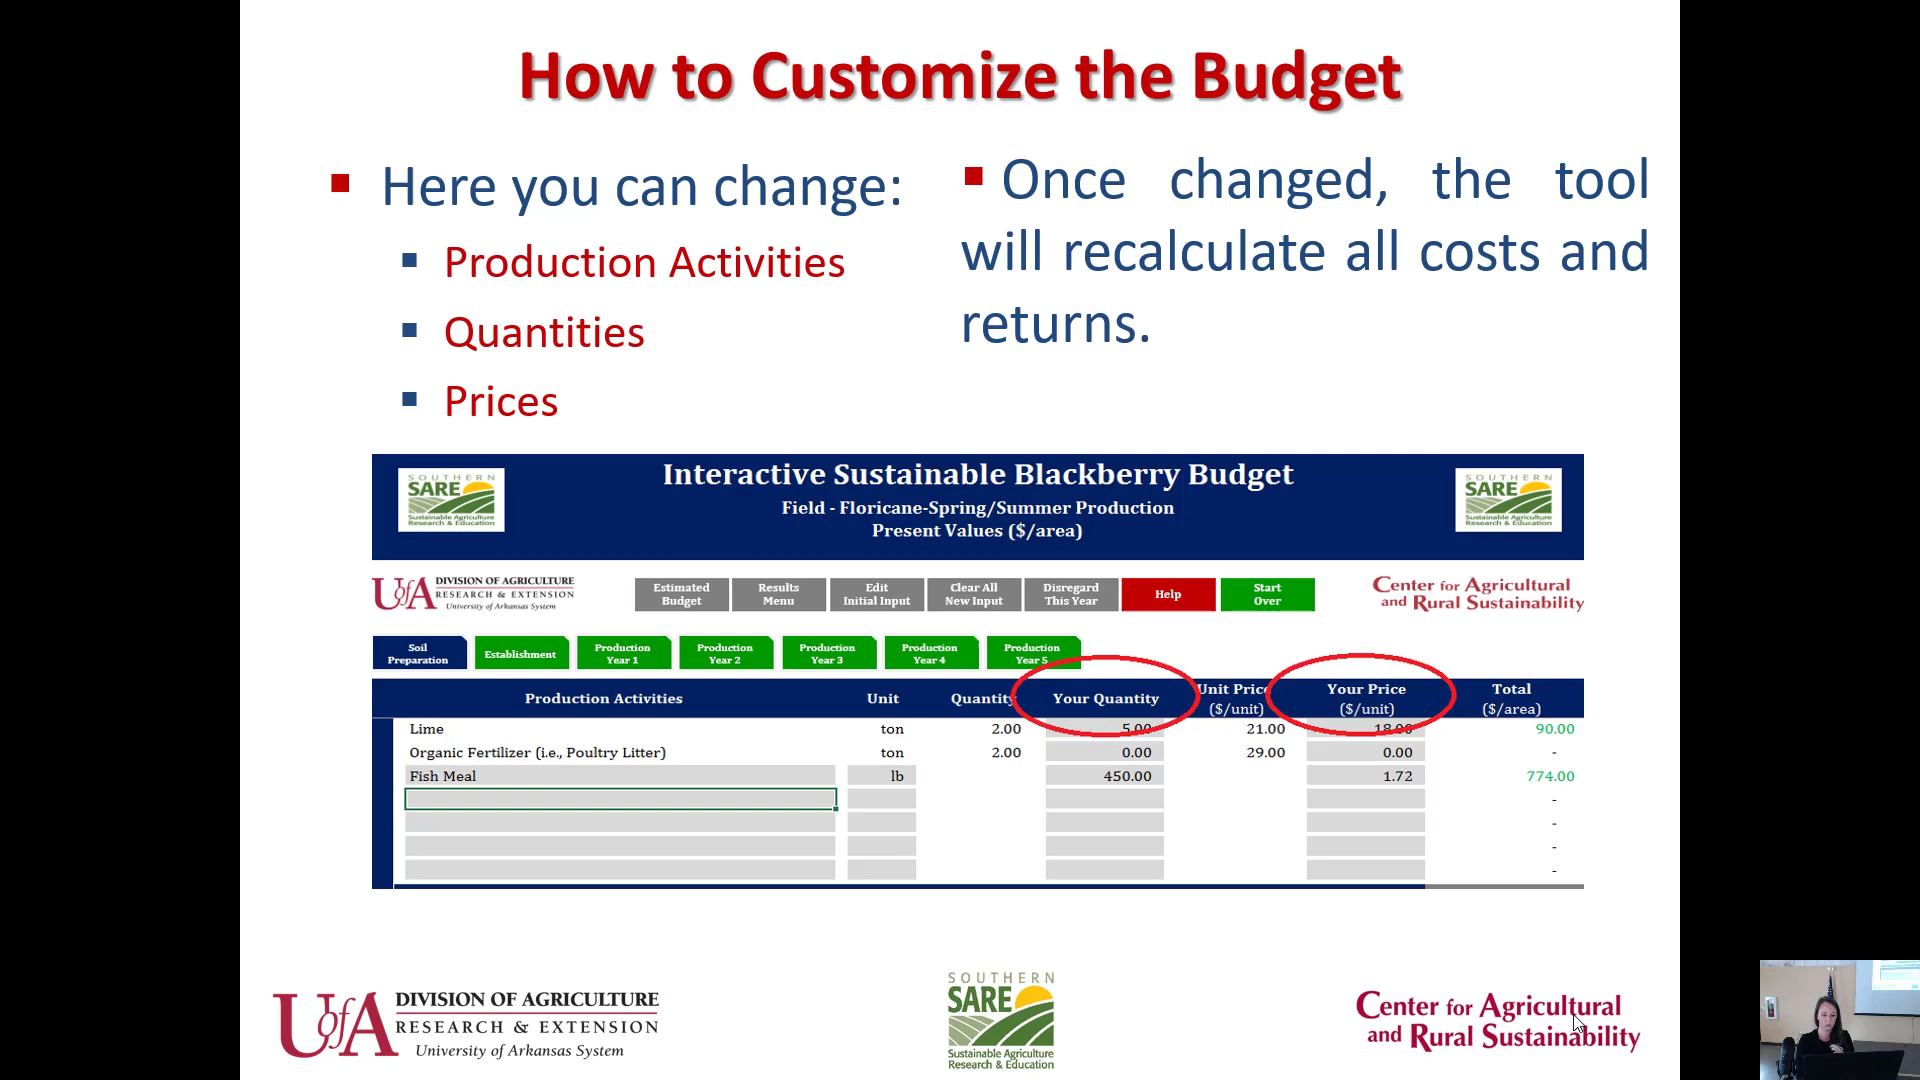 How to Customize the Budget
Here you can change:
Production Activities
Quantities
Prices
Once changed, the tool
will recalculate all costs and
returns.
SOUTHERN
SARE
Sustainable Agriculture
Research & Education
Interactive Sustainable Blackberry Budget
Field - Floricane-Spring/Summer Production
Present Values ($/area)
SOUTHERN
SARE
Sustainable Agriculture
Research & Education
UofA DIVISION OF AGRICULTURE
RESEARCH & EXTENSION
University of Arkansas System
Estimated
Budget
Results
Menu
Edit
Initial Input
Clear All
New Input
Disregard
This Year
Help
Start
Over
Center for Agricultural
and Rural Sustainability
Soil
Preparation
Establishment
Production
Year 1
Production
Year 2
Production
Year 3
Production
Year 4
Production
Year 5
Production Activities Unit Quantity Your Quantity Unit Price ($/unit) Your Price ($/unit) Total ($/area)
Lime ton 2.00 5.00 21.00 18.00 90.00
Organic Fertilizer (i.e., Poultry Litter) ton 2.00 0.00 29.00 0.00 -
Fish Meal lb 450.00 1.72 774.00
-
-
-
-
UofA DIVISION OF AGRICULTURE
RESEARCH & EXTENSION
University of Arkansas System
SOUTHERN
SARE
Sustainable Agriculture
Research & Education
Center for Agricultural
and Rural Sustainability